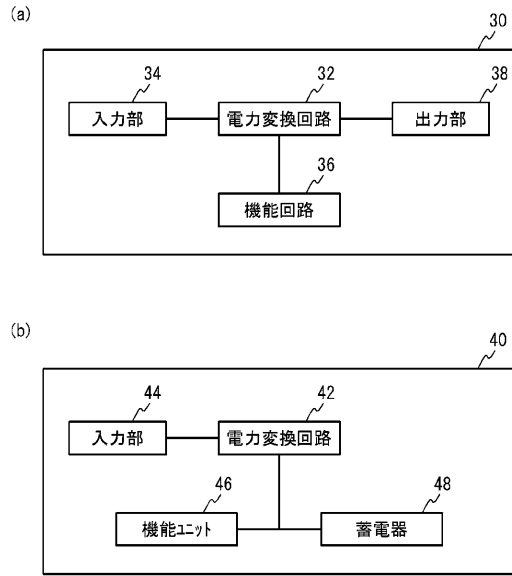 (a)
30
34
32
38
入力部
電力変換回路
出力部
36
機能回路
(b)
40
44
42
入力部
電力変換回路
46
48
機能ユニット
蓄電器